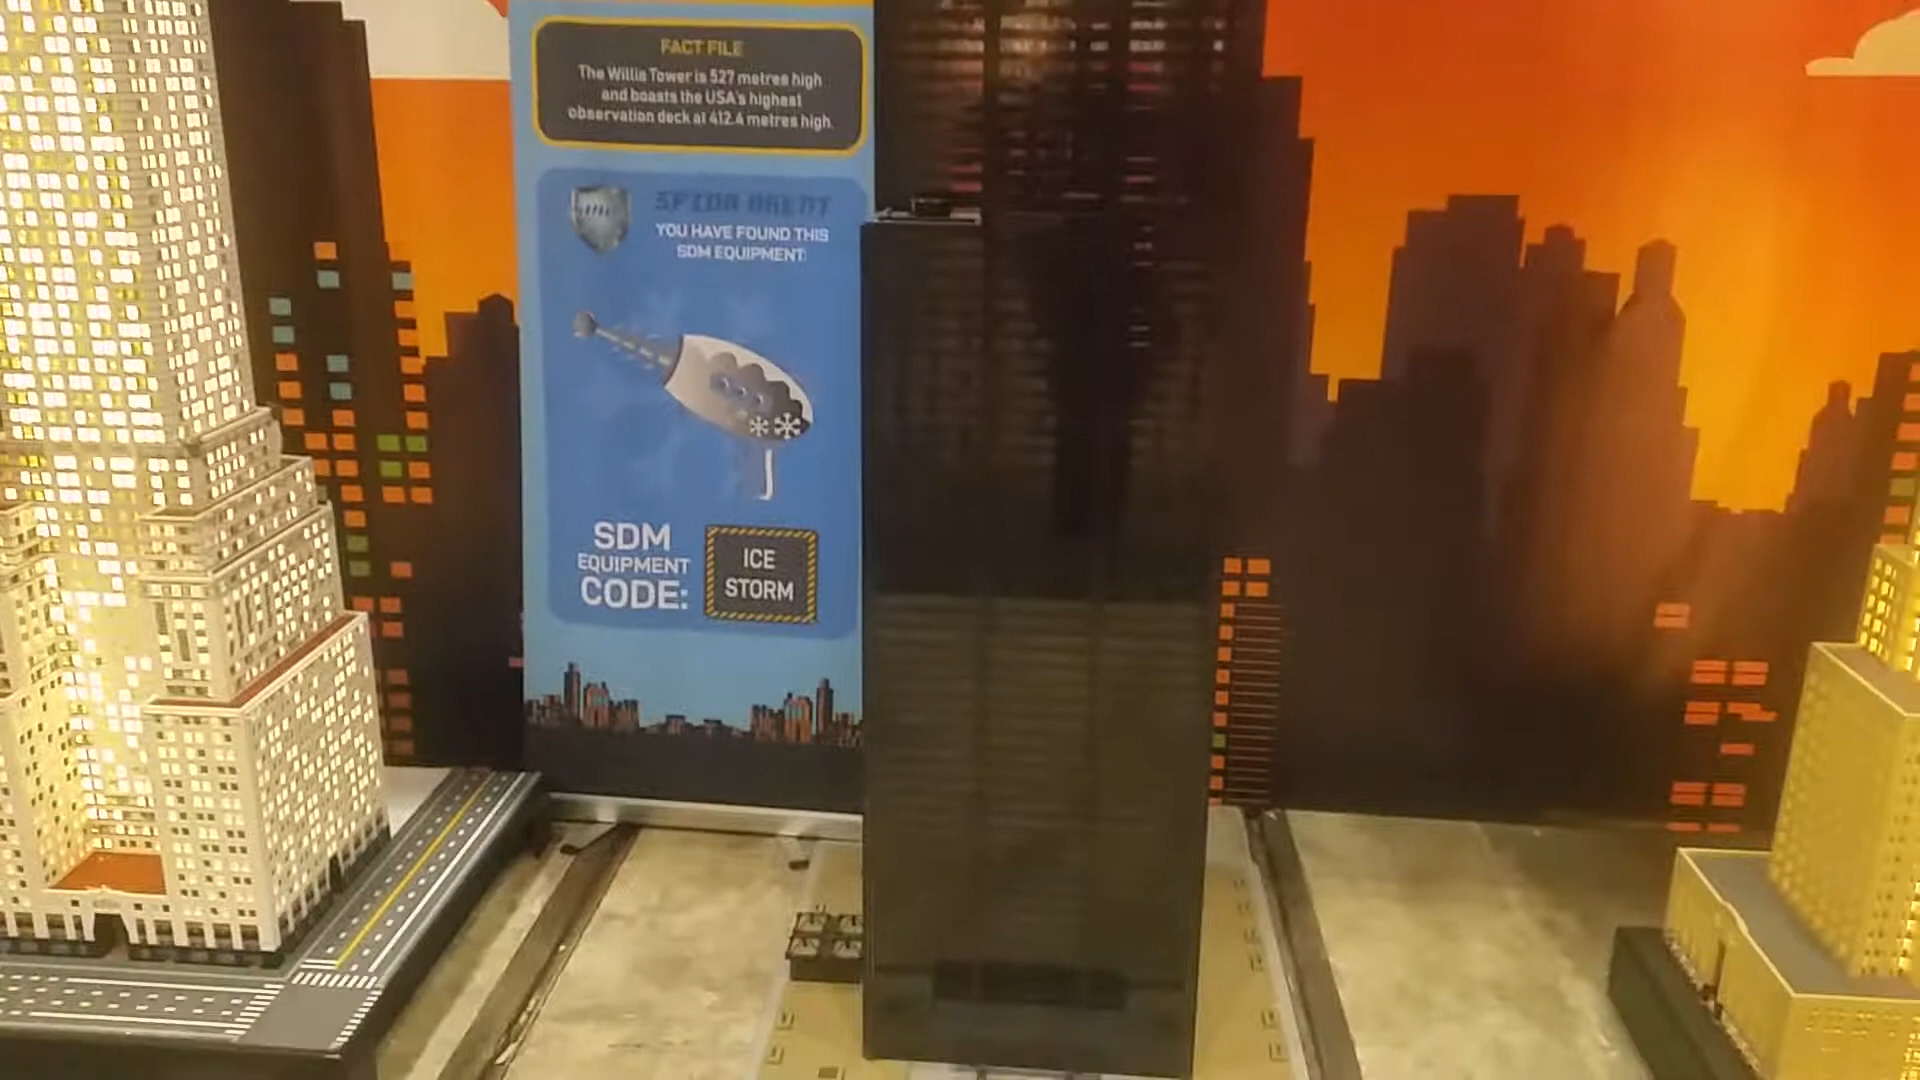 FACT FILE
The Willis Tower is 527 metres high
and boasts the USA's highest
observation deck at 412.4 metres high.
YOU HAVE FOUND THIS
SDM EQUIPMENT:
SDM
EQUIPMENT
CODE:
ICE
STORM